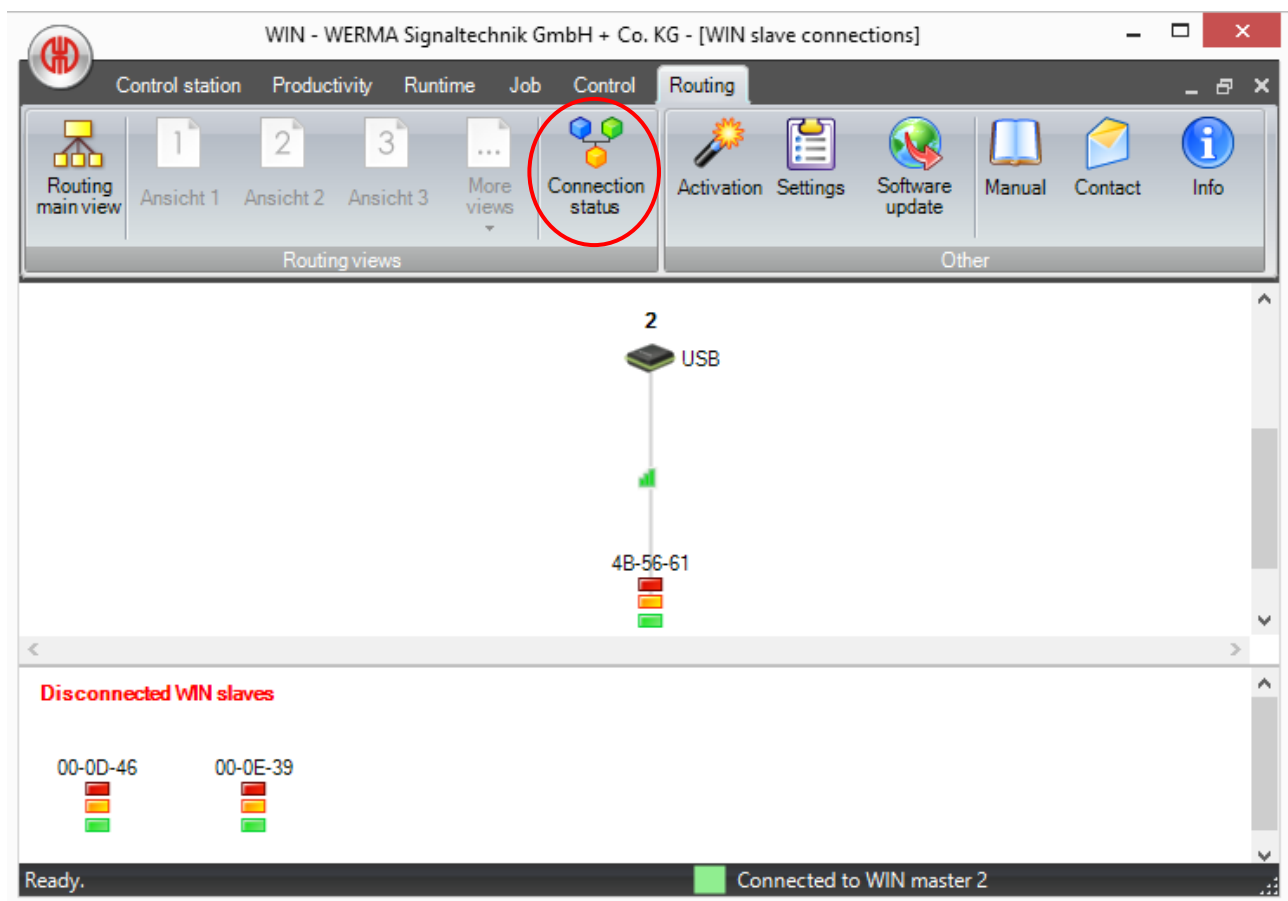 WIN - WERMA Signaltechnik GmbH + Co. KG - [WIN slave connections]
Control station Productivity Runtime Job Control Routing
Routing main view
1
Ansicht 1
2
Ansicht 2
3
Ansicht 3
...
More views
Connection status
Activation
Settings
Software update
Manual
Contact
Info
Routing views
Other
2
USB
4B-56-61
Disconnected WIN slaves
00-0D-46 00-0E-39
Ready.
Connected to WIN master 2